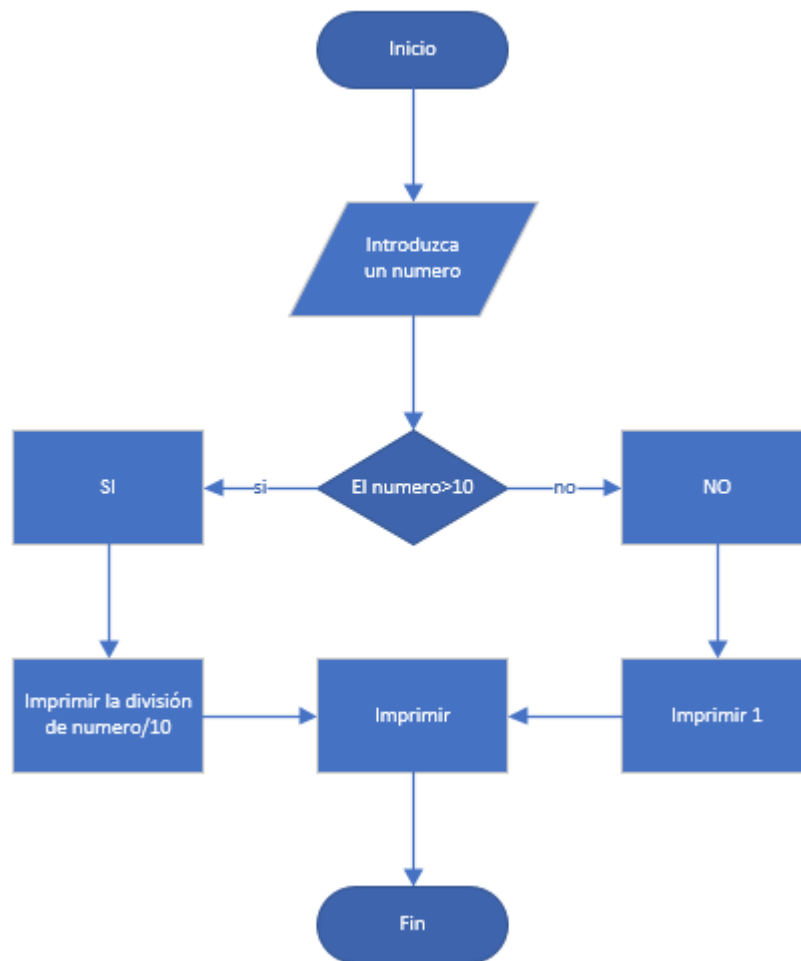 Inicio
Introduzca
un numero
SI
si
El numero>10
no
NO
Imprimir la división
de numero/10
Imprimir
Imprimir 1
Fin